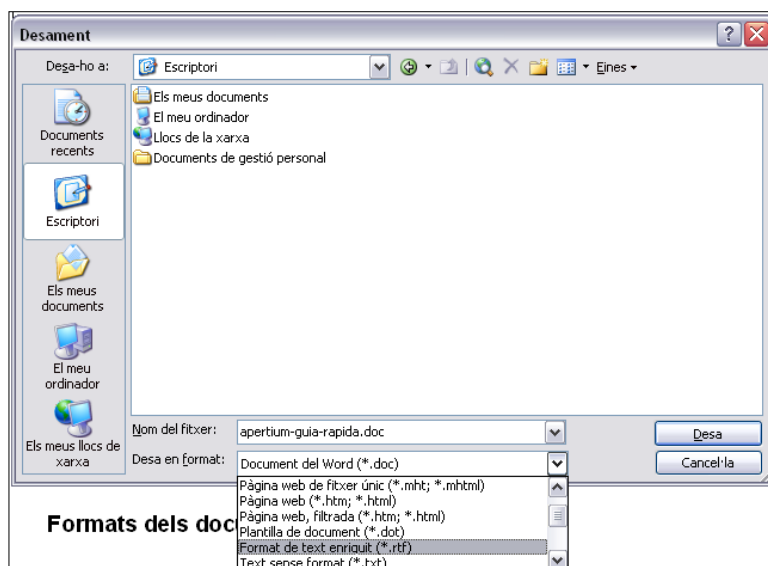 Desament
Desa-ho a:
Escriptori
Eines
Documents
recents
Escriptori
Els meus
documents
El meu
ordinador
Els meus llocs de
xarxa
Els meus documents
El meu ordinador
Llocs de la xarxa
Documents de gestió personal
Nom del fitxer:
apertium-guia-rapida.doc
Desa
Desa en format:
Document del Word (*.doc)
Cancel·la
Pàgina web de fitxer únic (*.mht; *.mhtml)
Pàgina web (*.htm; *.html)
Pàgina web, filtrada (*.htm; *.html)
Plantilla de document (*.dot)
Format de text enriquit (*.rtf)
Text sense format (*.txt)
Formats dels doc